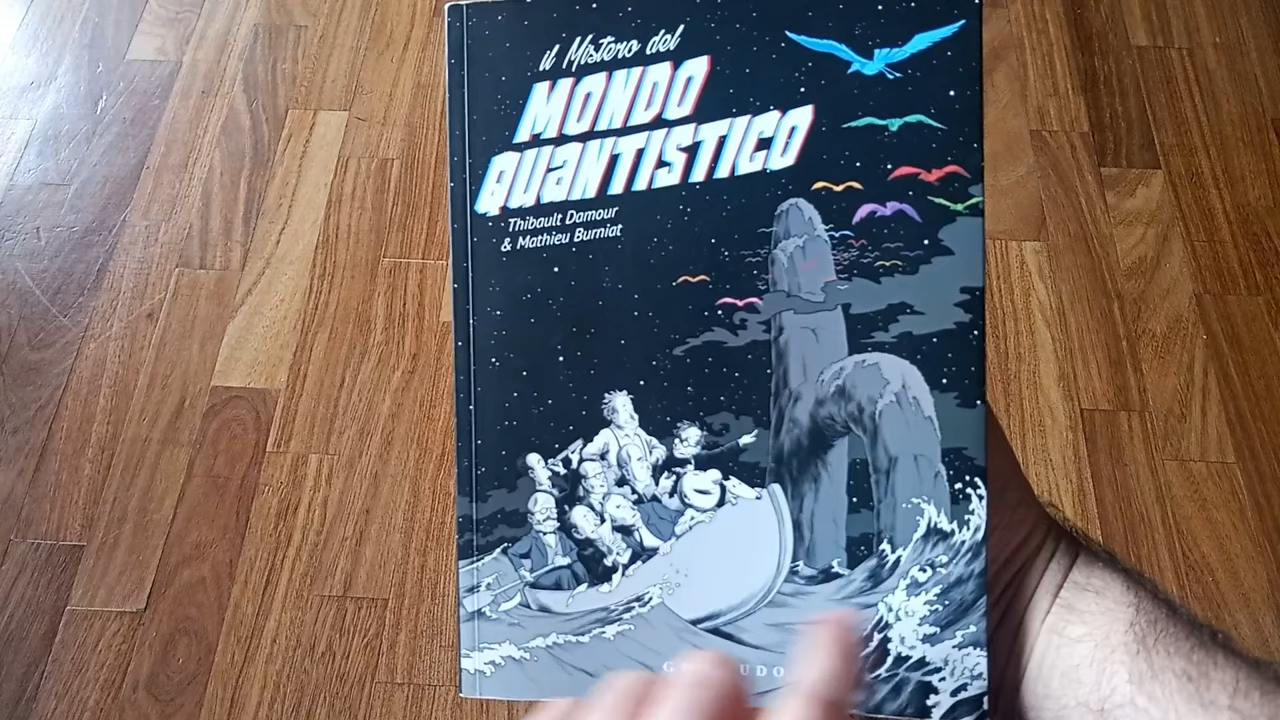 il Mistero del
MONDO
QUANTISTICO
Thibault Damour
& Mathieu Burniat